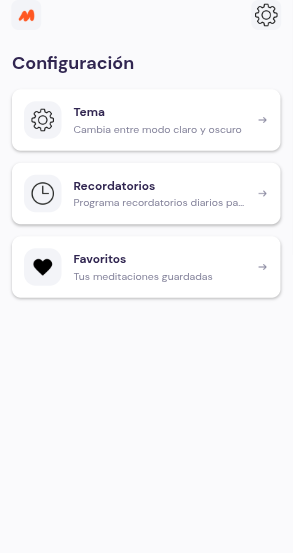 Configuración
Tema
Cambia entre modo claro y oscuro
Recordatorios
Programa recordatorios diarios pa...
Favoritos
Tus meditaciones guardadas